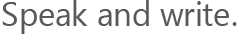 Speak and write.